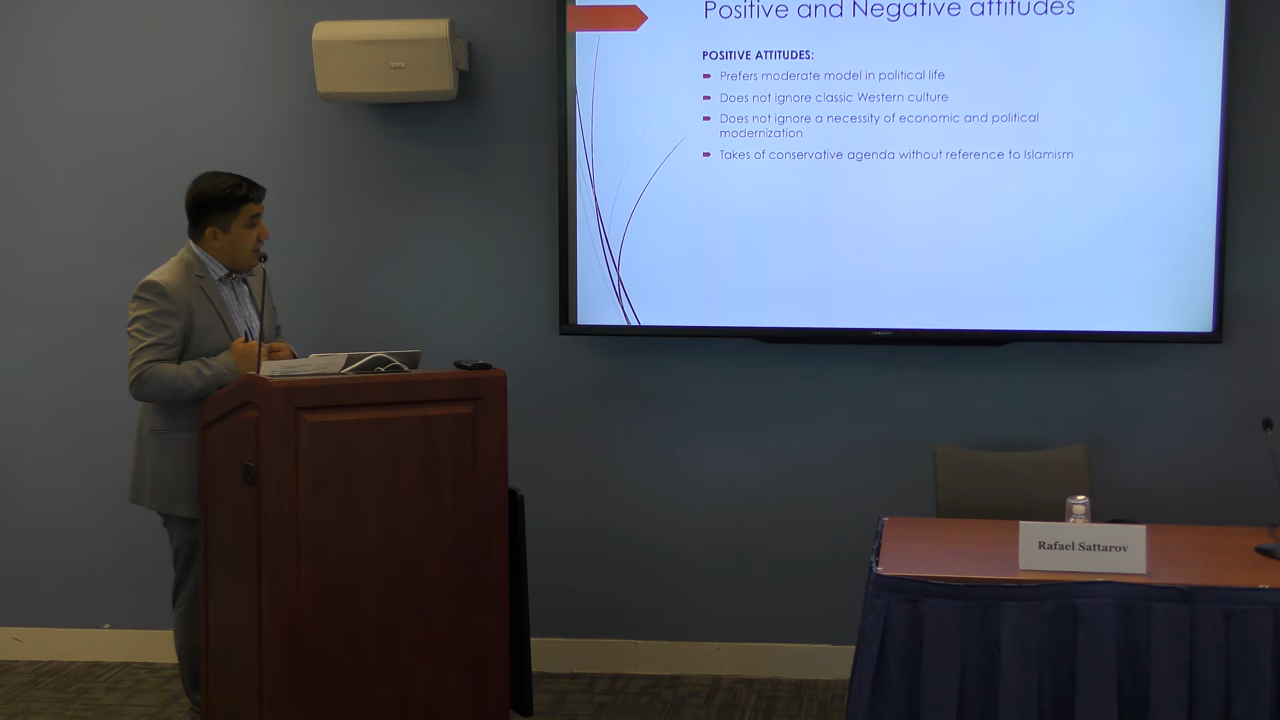 Positive and Negative attitudes
POSITIVE ATTITUDES:
Prefers moderate model in political life
Does not ignore classic Western culture
Does not ignore a necessity of economic and political
modernization
Takes of conservative agenda without reference to Islamism
Rafael Sattarov